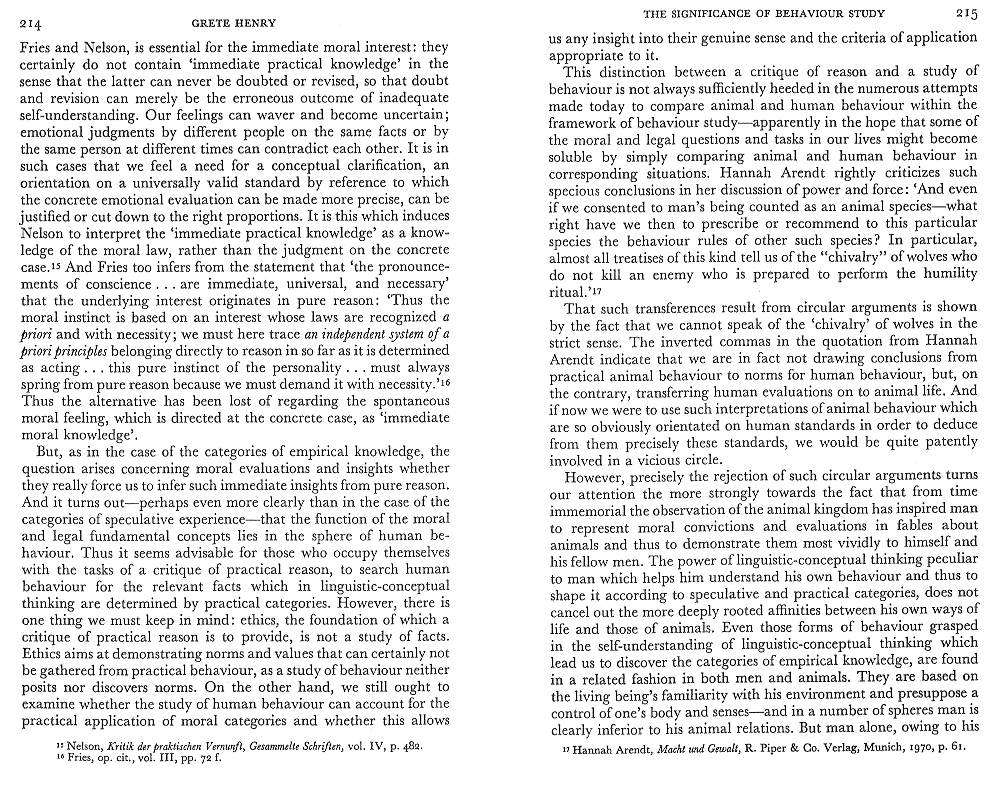 214
GRETE HENRY
Fries and Nelson, is essential for the immediate moral interest: they
certainly do not contain ‘immediate practical knowledge’ in the
sense that the latter can never be doubted or revised, so that doubt
and revision can merely be the erroneous outcome of inadequate
self-understanding. Our feelings can waver and become uncertain;
emotional judgments by different people on the same facts or by
the same person at different times can contradict each other. It is in
such cases that we feel a need for a conceptual clarification, an
orientation on a universally valid standard by reference to which
the concrete emotional evaluation can be made more precise, can be
justified or cut down to the right proportions. It is this which induces
Nelson to interpret the ‘immediate practical knowledge’ as a know-
ledge of the moral law, rather than the judgment on the concrete
case.¹⁵ And Fries too infers from the statement that ‘the pronounce-
ments of conscience . . . are immediate, universal, and necessary’
that the underlying interest originates in pure reason: ‘Thus the
moral instinct is based on an interest whose laws are recognized a
priori and with necessity; we must here trace an independent system of a
priori principles belonging directly to reason in so far as it is determined
as acting . . . this pure instinct of the personality . . . must always
spring from pure reason because we must demand it with necessity.’¹⁶
Thus the alternative has been lost of regarding the spontaneous
moral feeling, which is directed at the concrete case, as ‘immediate
moral knowledge’.
But, as in the case of the categories of empirical knowledge, the
question arises concerning moral evaluations and insights whether
they really force us to infer such immediate insights from pure reason.
And it turns out—perhaps even more clearly than in the case of the
categories of speculative experience—that the function of the moral
and legal fundamental concepts lies in the sphere of human be-
haviour. Thus it seems advisable for those who occupy themselves
with the tasks of a critique of practical reason, to search human
behaviour for the relevant facts which in linguistic-conceptual
thinking are determined by practical categories. However, there is
one thing we must keep in mind: ethics, the foundation of which a
critique of practical reason is to provide, is not a study of facts.
Ethics aims at demonstrating norms and values that can certainly not
be gathered from practical behaviour, as a study of behaviour neither
posits nor discovers norms. On the other hand, we still ought to
examine whether the study of human behaviour can account for the
practical application of moral categories and whether this allows
¹⁵ Nelson, Kritik der praktischen Vernunft, Gesammelte Schriften, vol. IV, p. 482.
¹⁶ Fries, op. cit., vol. III, pp. 72 f.
THE SIGNIFICANCE OF BEHAVIOUR STUDY
215
us any insight into their genuine sense and the criteria of application
appropriate to it.
This distinction between a critique of reason and a study of
behaviour is not always sufficiently heeded in the numerous attempts
made today to compare animal and human behaviour within the
framework of behaviour study—apparently in the hope that some of
the moral and legal questions and tasks in our lives might become
soluble by simply comparing animal and human behaviour in
corresponding situations. Hannah Arendt rightly criticizes such
specious conclusions in her discussion of power and force: ‘And even
if we consented to man’s being counted as an animal species—what
right have we then to prescribe or recommend to this particular
species the behaviour rules of other such species? In particular,
almost all treatises of this kind tell us of the “chivalry” of wolves who
do not kill an enemy who is prepared to perform the humility
ritual.’¹⁷
That such transferences result from circular arguments is shown
by the fact that we cannot speak of the ‘chivalry’ of wolves in the
strict sense. The inverted commas in the quotation from Hannah
Arendt indicate that we are in fact not drawing conclusions from
practical animal behaviour to norms for human behaviour, but, on
the contrary, transferring human evaluations on to animal life. And
if now we were to use such interpretations of animal behaviour which
are so obviously orientated on human standards in order to deduce
from them precisely these standards, we would be quite patently
involved in a vicious circle.
However, precisely the rejection of such circular arguments turns
our attention the more strongly towards the fact that from time
immemorial the observation of the animal kingdom has inspired man
to represent moral convictions and evaluations in fables about
animals and thus to demonstrate them most vividly to himself and
his fellow men. The power of linguistic-conceptual thinking peculiar
to man which helps him understand his own behaviour and thus to
shape it according to speculative and practical categories, does not
cancel out the more deeply rooted affinities between his own ways of
life and those of animals. Even those forms of behaviour grasped
in the self-understanding of linguistic-conceptual thinking which
lead us to discover the categories of empirical knowledge, are found
in a related fashion in both men and animals. They are based on
the living being’s familiarity with his environment and presuppose a
control of one’s body and senses—and in a number of spheres man is
clearly inferior to his animal relations. But man alone, owing to his
¹⁷ Hannah Arendt, Macht und Gewalt, R. Piper & Co. Verlag, Munich, 1970, p. 61.